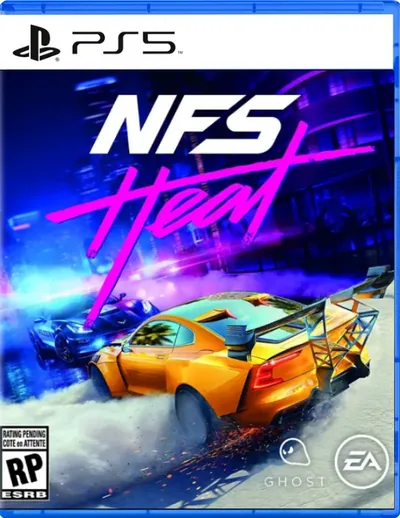 PS5
NFS
Heat
RATING PENDING
COTE en ATTENTE
RP
ESRB
GHOST
EA